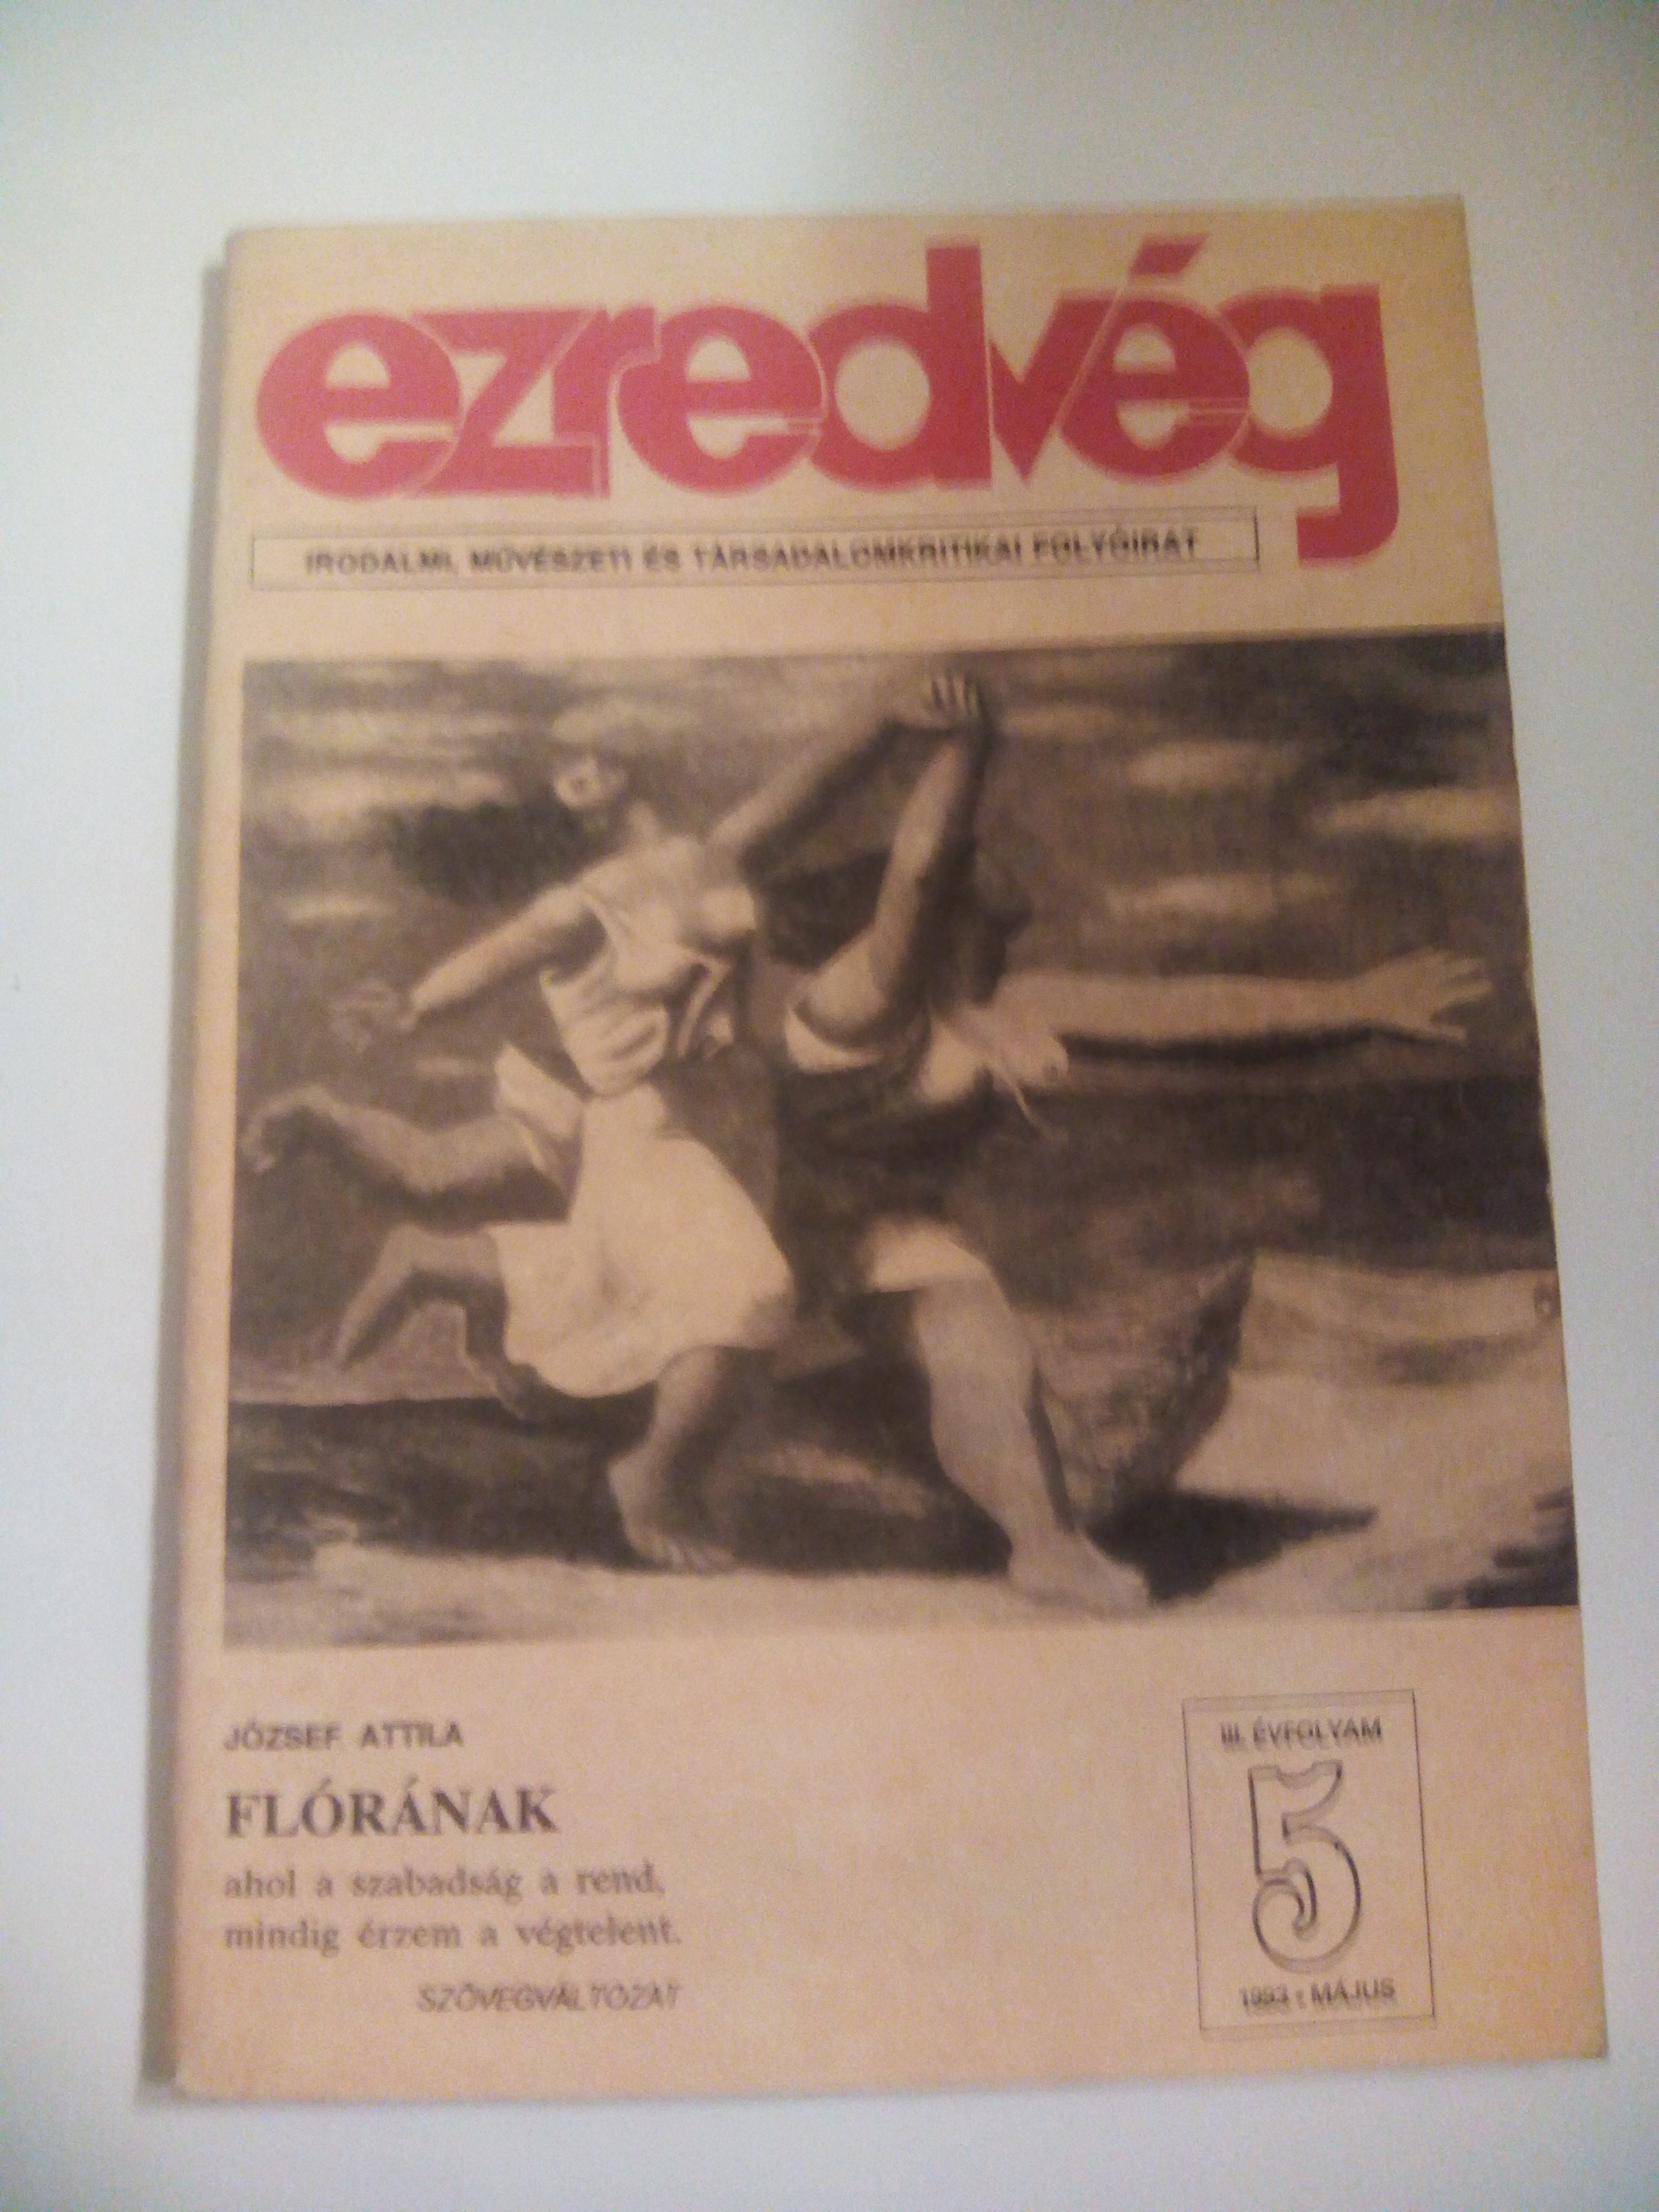 ezredvég
IRODALMI, MŰVÉSZETI ÉS TÁRSADALOMKRITIKAI FOLYÓIRAT
JÓZSEF ATTILA
FLÓRÁNAK
ahol a szabadság a rend,
mindig érzem a végtelent.
SZÖVEGVÁLTOZAT
III. ÉVFOLYAM
5
1993 • MÁJUS